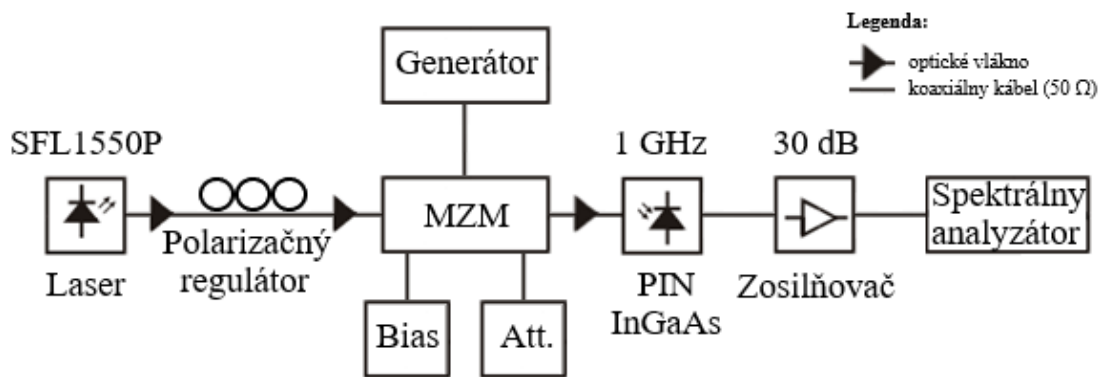 Legenda:
optické vlákno
koaxiálny kábel (50 Ω)
Generátor
SFL1550P
1 GHz
30 dB
MZM
Spektrálny
analyzátor
Polarizačný
regulátor
Laser
PIN
InGaAs
Zosilňovač
Bias
Att.